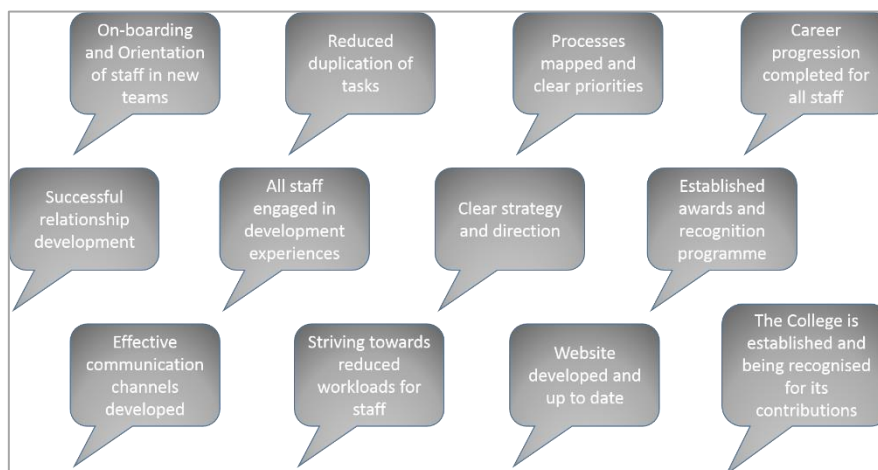 On-boarding
and Orientation
of staff in new
teams
Reduced
duplication of
tasks
Processes
mapped and
clear priorities
Career
progression
completed for
all staff
Successful
relationship
development
All staff
engaged in
development
experiences
Clear strategy
and direction
Established
awards and
recognition
programme
Effective
communication
channels
developed
Striving towards
reduced
workloads for
staff
Website
developed and
up to date
The College is
established and
being recognised
for its
contributions